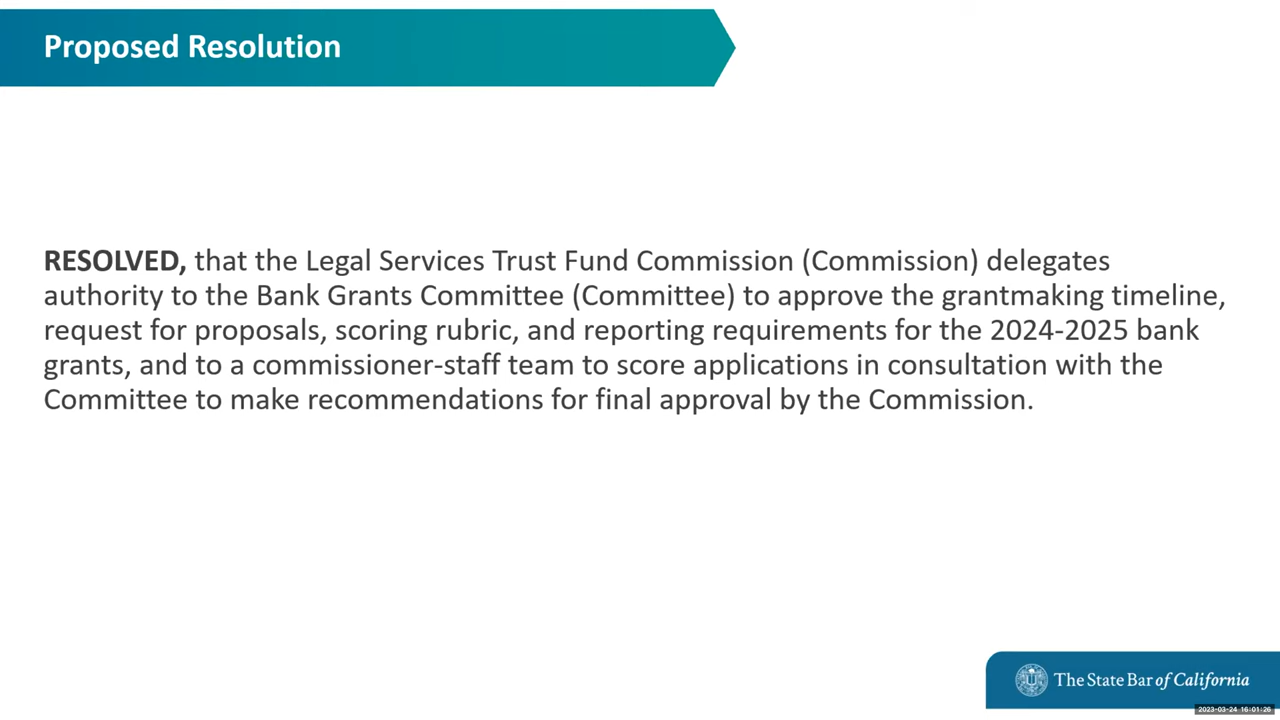 Proposed Resolution
RESOLVED, that the Legal Services Trust Fund Commission (Commission) delegates
authority to the Bank Grants Committee (Committee) to approve the grantmaking timeline,
request for proposals, scoring rubric, and reporting requirements for the 2024-2025 bank
grants, and to a commissioner-staff team to score applications in consultation with the
Committee to make recommendations for final approval by the Commission.
The State Bar of California
2023-03-24 16:01:26